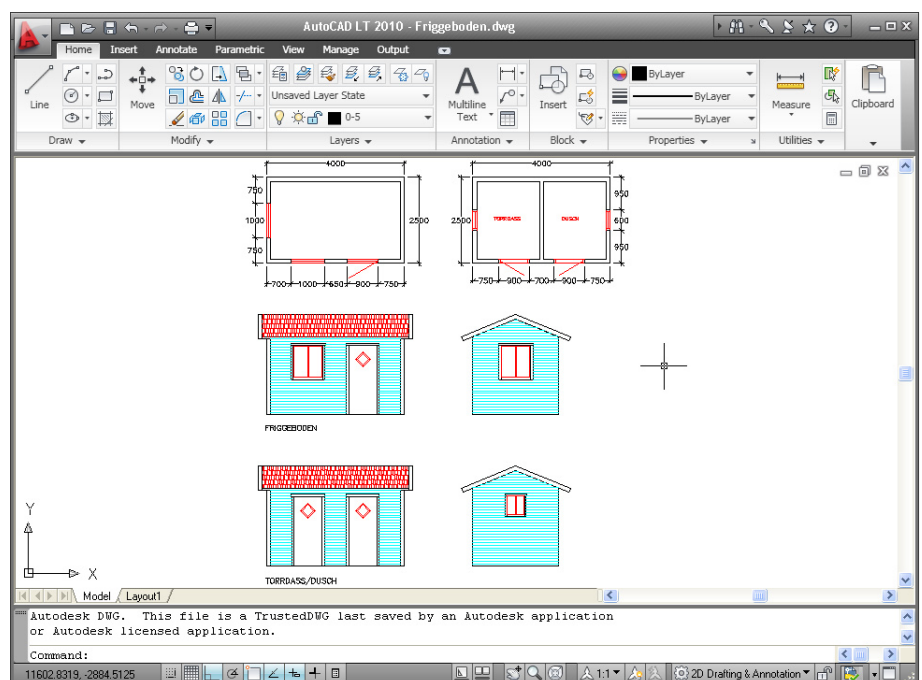 AutoCAD LT 2010 - Friggeboden.dwg
Home Insert Annotate Parametric View Manage Output
Line
Move
Unsaved Layer State
0-5
Multiline
Text
Insert
ByLayer
ByLayer
ByLayer
Measure
Clipboard
Draw Modify Layers Annotation Block Properties Utilities
4000
750
1000
750
2500
700 1000 650 900 750
4000
2500
TORRDASS DUSCH
950
600
950
750 900 700 900 750
FRIGGEBODEN
TORRDASS/DUSCH
Y
X
Model Layout1
Autodesk DWG. This file is a TrustedDWG last saved by an Autodesk application
or Autodesk licensed application.
Command:
11602.8319, -2884.5125 1:1 2D Drafting & Annotation